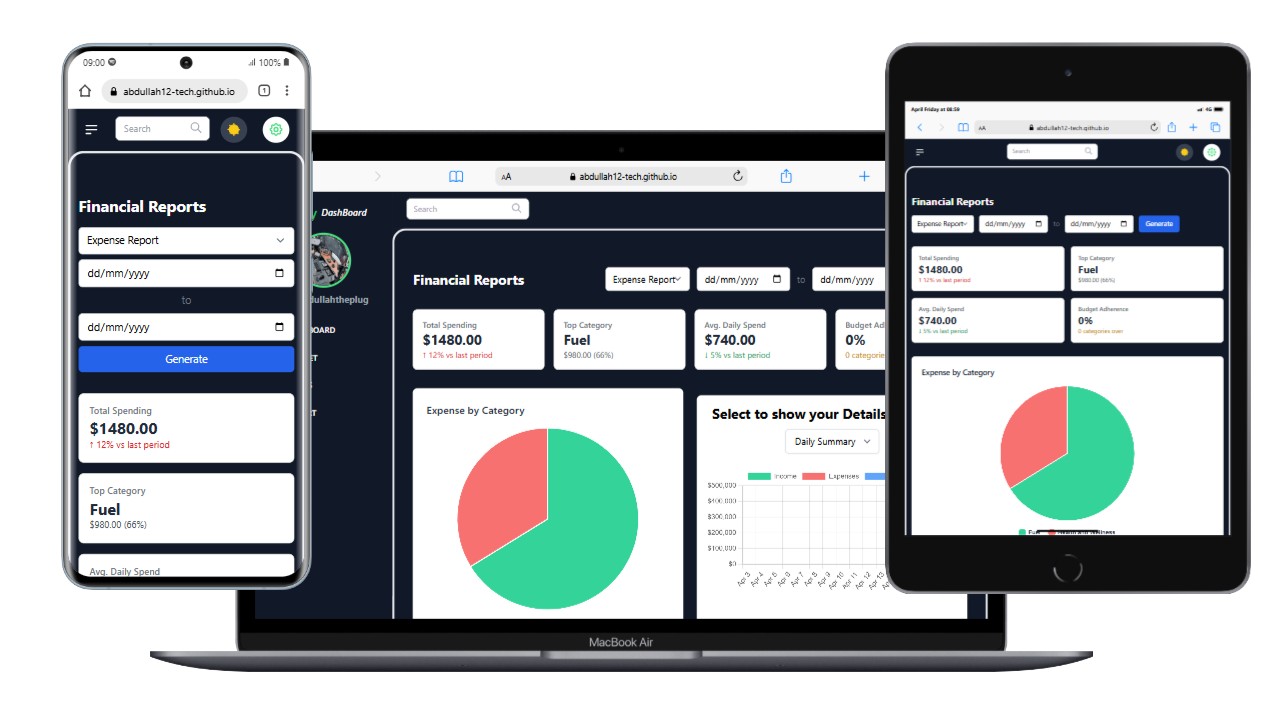 09:00
100%
abdullah12-tech.github.io
1
Search
Financial Reports
Expense Report
dd/mm/yyyy
to
dd/mm/yyyy
Generate
Total Spending
$1480.00
↑ 12% vs last period
Top Category
Fuel
$980.00 (66%)
Avg. Daily Spend
AA
abdullah12-tech.github.io
DashBoard
Search
Financial Reports
Expense Report
dd/mm/yyyy
to
dd/mm/yyyy
Total Spending
$1480.00
↑ 12% vs last period
Top Category
Fuel
$980.00 (66%)
Avg. Daily Spend
$740.00
↓ 5% vs last period
Budget
0%
0
Expense by Category
Select to show your Details
Daily Summary
Income
Expenses
$500,000
$400,000
$300,000
$200,000
$100,000
$0
Apr 3
Apr 4
Apr 5
Apr 6
Apr 7
Apr 8
Apr 9
Apr 10
Apr 11
Apr 12
Apr 13
MacBook Air
April Friday at 08:59
4G
AA
abdullah12-tech.github.io
Search
Financial Reports
Expense Report
dd/mm/yyyy
to
dd/mm/yyyy
Generate
Total Spending
$1480.00
↑ 12% vs last period
Top Category
Fuel
$980.00 (66%)
Avg. Daily Spend
$740.00
↓ 5% vs last period
Budget Adherence
0%
0 categories over
Expense by Category